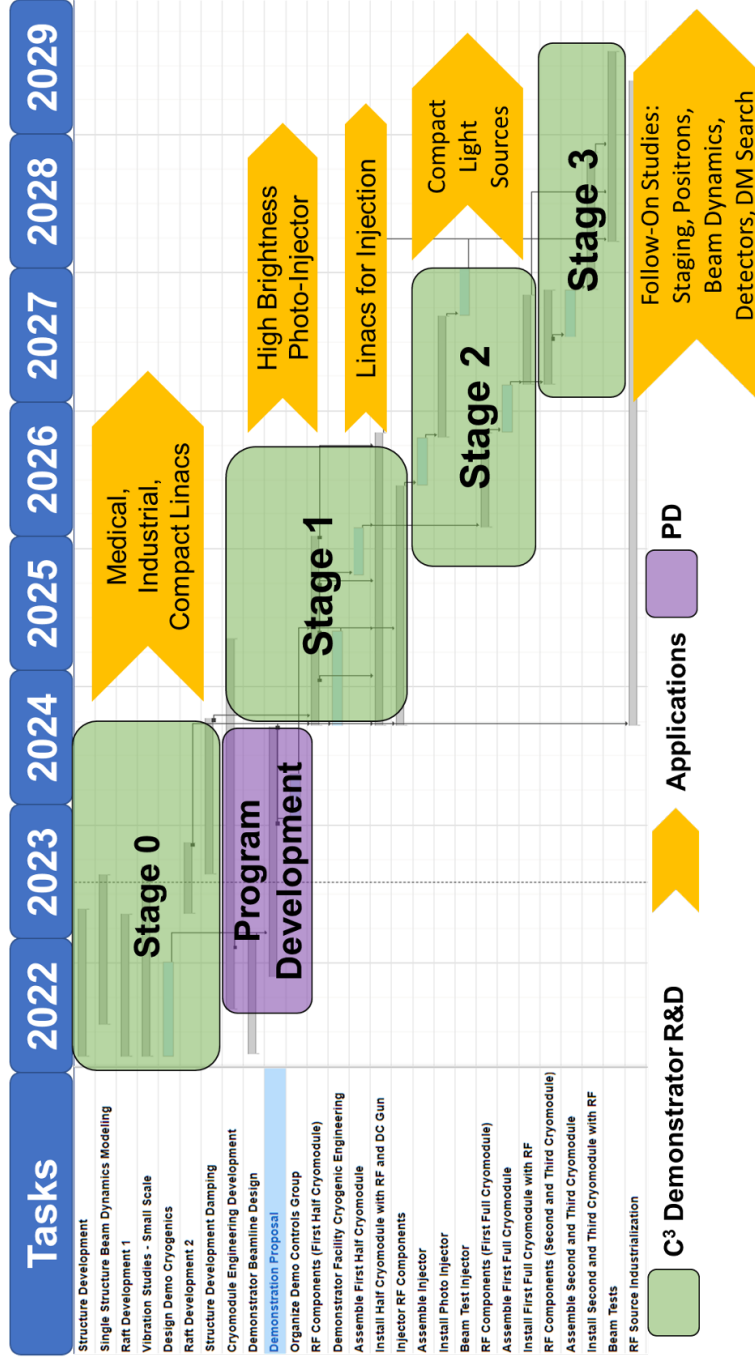 Tasks
2022
2023
2024
2025
2026
2027
2028
2029
Structure Development
Single Structure Beam Dynamics Modeling
Raft Development 1
Vibration Studies - Small Scale
Design Demo Cryogenics
Raft Development 2
Structure Development Damping
Cryomodule Engineering Development
Demonstrator Beamline Design
Demonstration Proposal
Organize Demo Controls Group
RF Components (First Half Cryomodule)
Demonstrator Facility Cryogenic Engineering
Assemble First Half Cryomodule
Install Half Cryomodule with RF and DC Gun
Injector RF Components
Assemble Injector
Install Photo Injector
Beam Test Injector
RF Components (First Full Cryomodule)
Assemble First Full Cryomodule
Install First Full Cryomodule with RF
RF Components (Second and Third Cryomodule)
Assemble Second and Third Cryomodule
Install Second and Third Cryomodule with RF
Beam Tests
RF Source Industrialization
Stage 0
Program
Development
Medical,
Industrial,
Compact Linacs
Stage 1
High Brightness
Photo-Injector
Linacs for Injection
Stage 2
Compact
Light
Sources
Stage 3
Follow-On Studies:
Staging, Positrons,
Beam Dynamics,
Detectors, DM Search
C³ Demonstrator R&D
Applications
PD